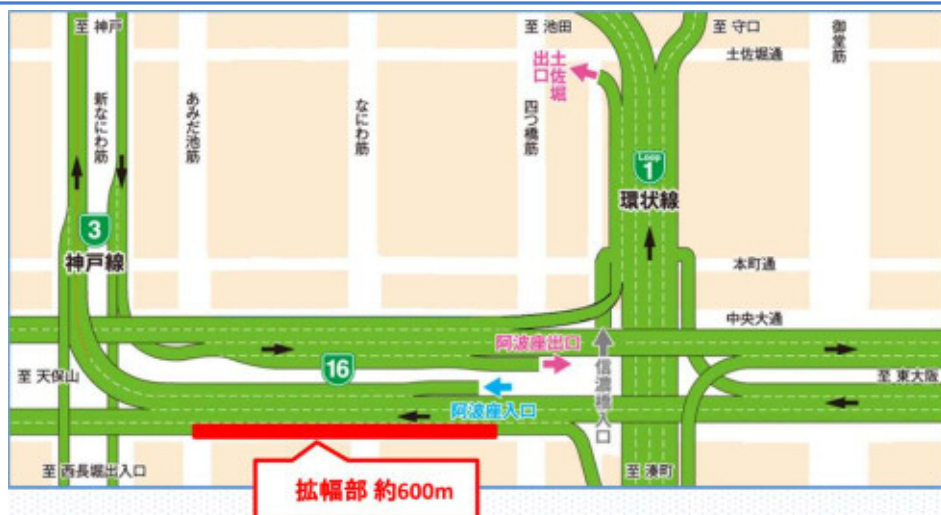 至 神戸
至 池田
至 守口
御堂筋
土佐堀通
土佐堀
出口
新なにわ筋
あみだ池筋
なにわ筋
四つ橋筋
Loop
1
環状線
3
神戸線
本町通
中央大通
阿波座出口
16
信濃橋入口
至 天保山
至 東大阪
阿波座入口
至 西長堀出入口
至 湊町
拡幅部 約600m